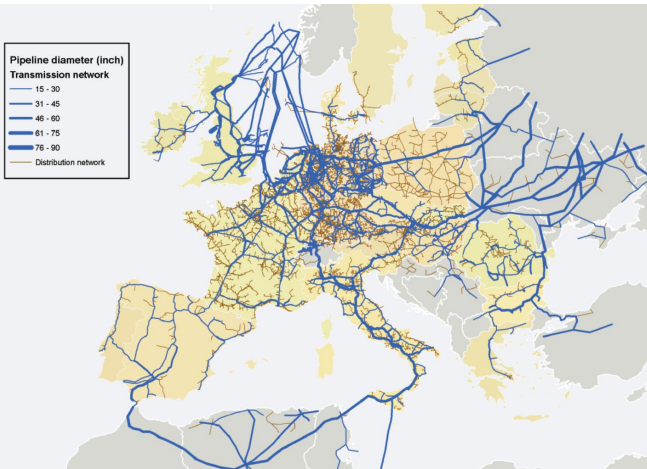 Pipeline diameter (inch)
Transmission network
15 - 30
31 - 45
46 - 60
61 - 75
76 - 90
Distribution network